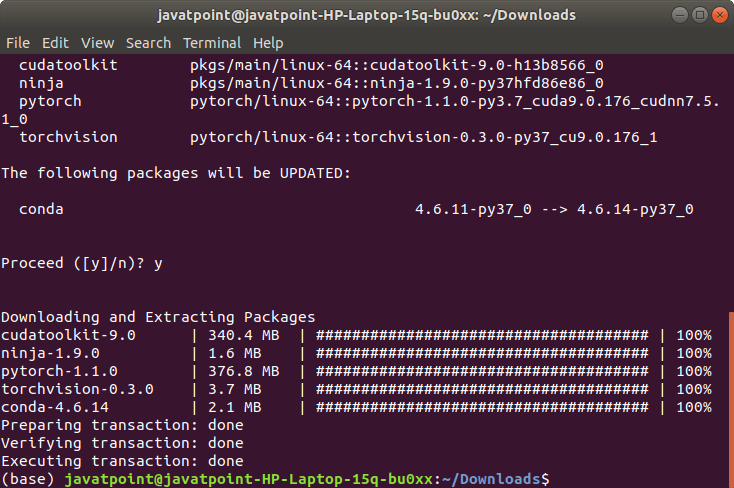 javatpoint@javatpoint-HP-Laptop-15q-bu0xx: ~/Downloads
File Edit View Search Terminal Help
cudatoolkit pkgs/main/linux-64::cudatoolkit-9.0-h13b8566_0
ninja pkgs/main/linux-64::ninja-1.9.0-py37hfd86e86_0
pytorch pytorch/linux-64::pytorch-1.1.0-py3.7_cuda9.0.176_cudnn7.5.
1_0
torchvision pytorch/linux-64::torchvision-0.3.0-py37_cu9.0.176_1
The following packages will be UPDATED:
conda 4.6.11-py37_0 --> 4.6.14-py37_0
Proceed ([y]/n)? y
Downloading and Extracting Packages
cudatoolkit-9.0 | 340.4 MB | ##################################### | 100%
ninja-1.9.0 | 1.6 MB | ##################################### | 100%
pytorch-1.1.0 | 376.8 MB | ##################################### | 100%
torchvision-0.3.0 | 3.7 MB | ##################################### | 100%
conda-4.6.14 | 2.1 MB | ##################################### | 100%
Preparing transaction: done
Verifying transaction: done
Executing transaction: done
(base) javatpoint@javatpoint-HP-Laptop-15q-bu0xx:~/Downloads$